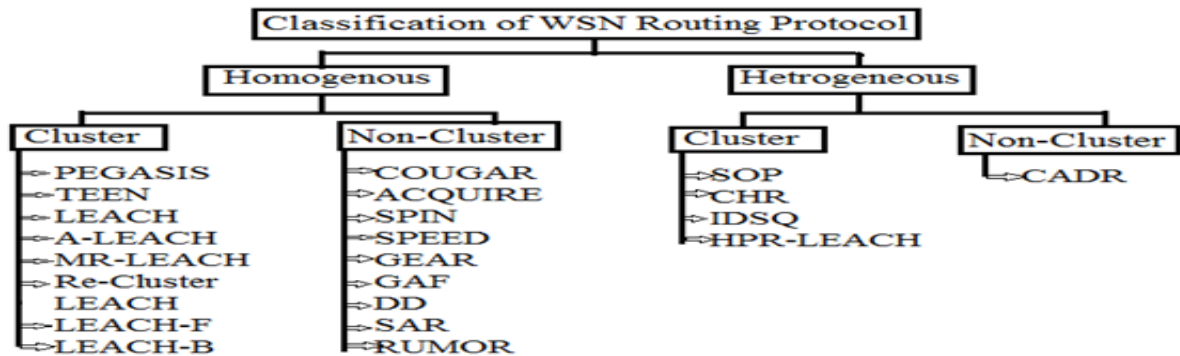 Classification of WSN Routing Protocol
Homogenous
Hetrogeneous
Cluster
PEGASIS
TEEN
LEACH
A-LEACH
MR-LEACH
Re-Cluster
LEACH
LEACH-F
LEACH-B
Non-Cluster
COUGAR
ACQUIRE
SPIN
SPEED
GEAR
GAF
DD
SAR
RUMOR
Cluster
SOP
CHR
IDSQ
HPR-LEACH
Non-Cluster
CADR